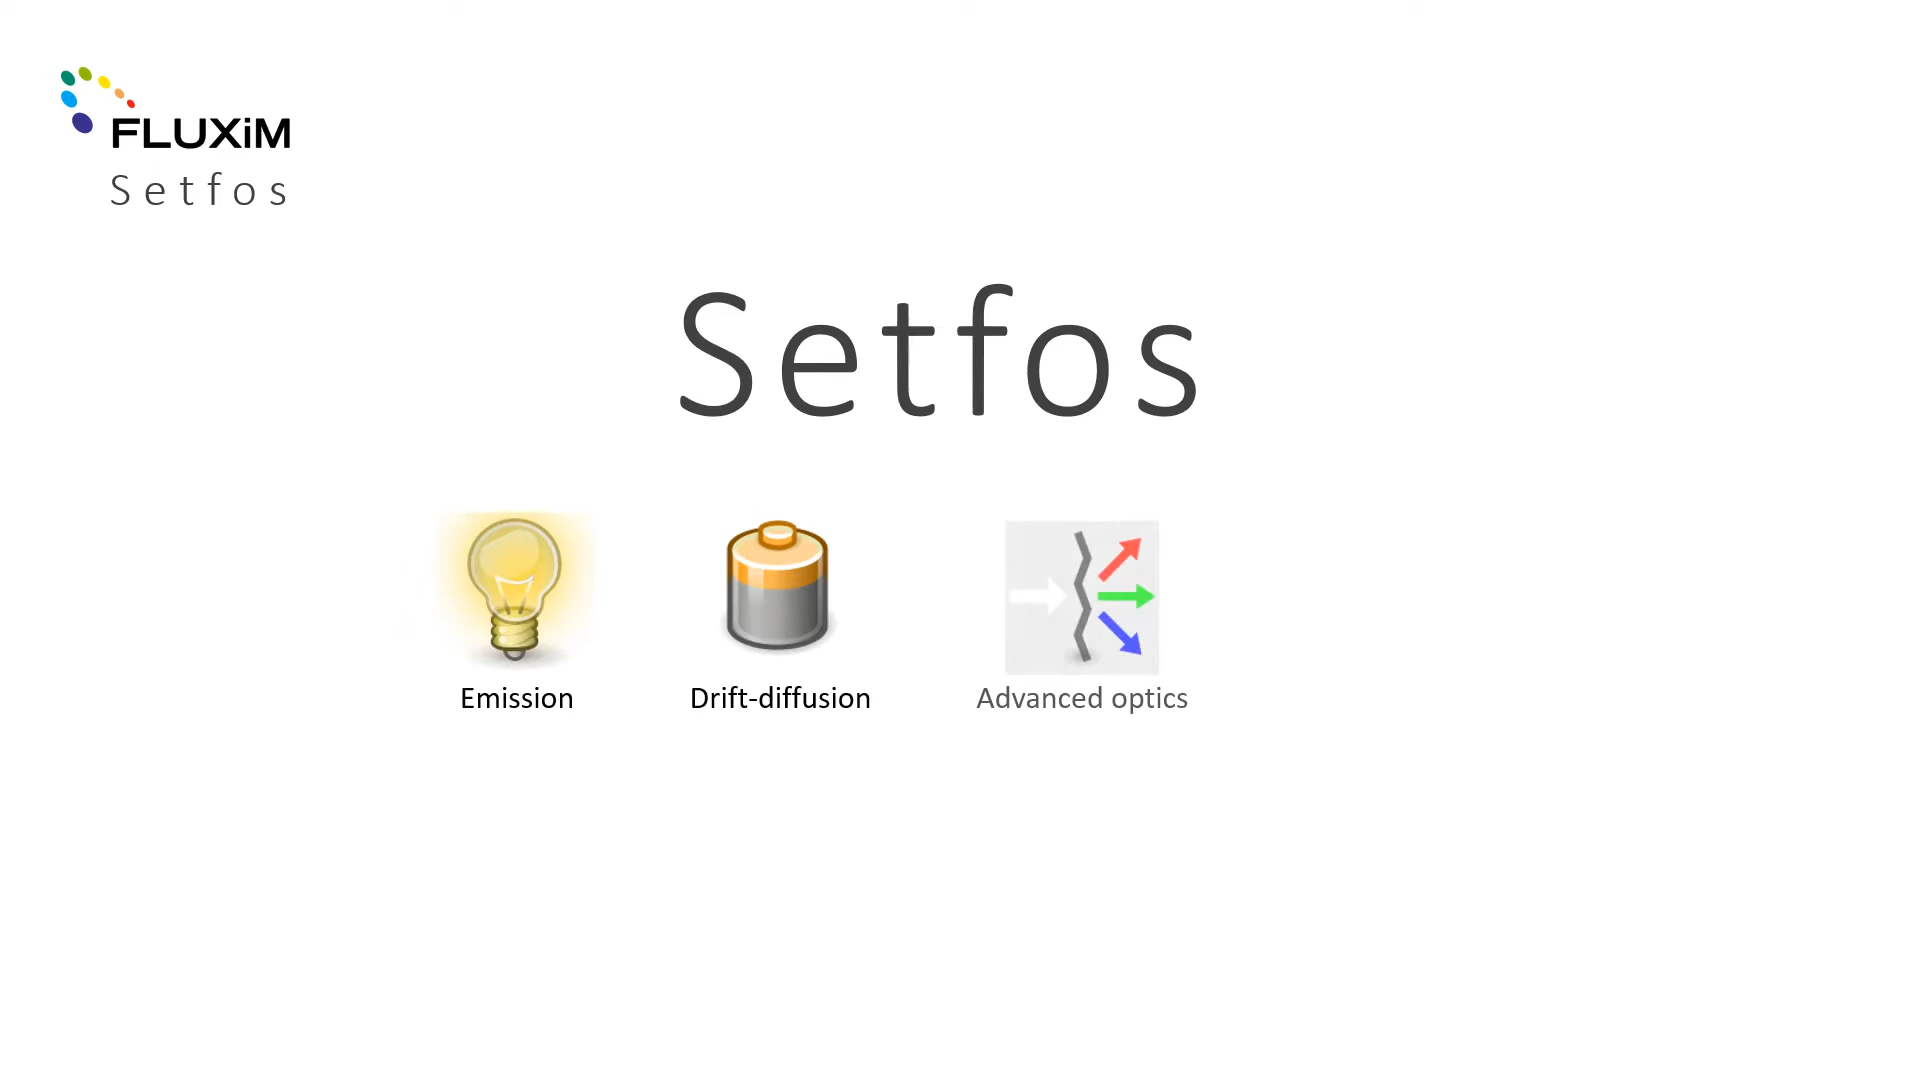 FLUXiM
Setfos
Setfos
Emission
Drift-diffusion
Advanced optics